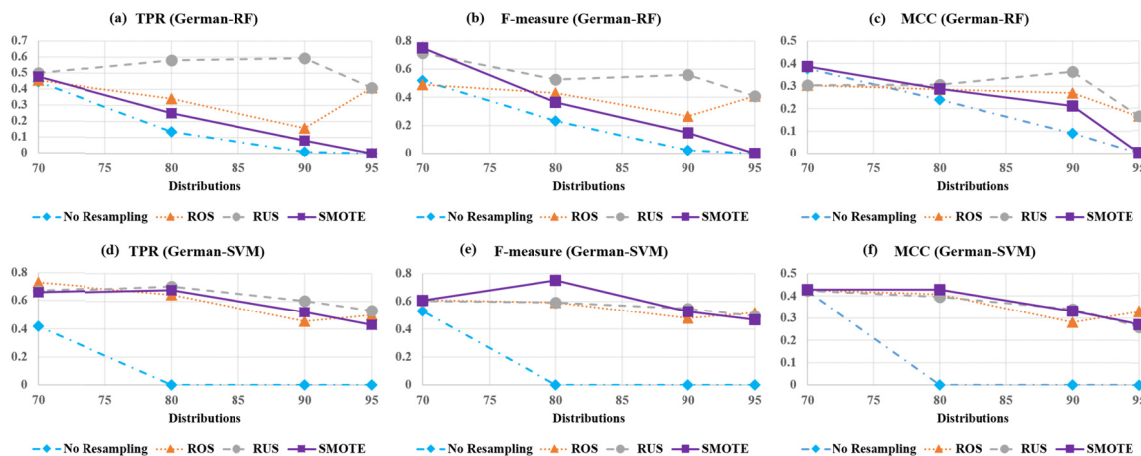 (a) TPR (German-RF)
0.7
0.6
0.5
0.4
0.3
0.2
0.1
0
70 75 80 85 90 95
Distributions
No Resampling ROS RUS SMOTE
(b) F-measure (German-RF)
0.8
0.6
0.4
0.2
0
70 75 80 85 90 95
Distributions
No Resampling ROS RUS SMOTE
(c) MCC (German-RF)
0.5
0.4
0.3
0.2
0.1
0
70 75 80 85 90 95
Distributions
No Resampling ROS RUS SMOTE
(d) TPR (German-SVM)
0.8
0.6
0.4
0.2
0
70 75 80 85 90 95
Distributions
No Resampling ROS RUS SMOTE
(e) F-measure (German-SVM)
0.8
0.6
0.4
0.2
0
70 75 80 85 90 95
Distributions
No Resampling ROS RUS SMOTE
(f) MCC (German-SVM)
0.5
0.4
0.3
0.2
0.1
0
70 75 80 85 90 95
Distributions
No Resampling ROS RUS SMOTE